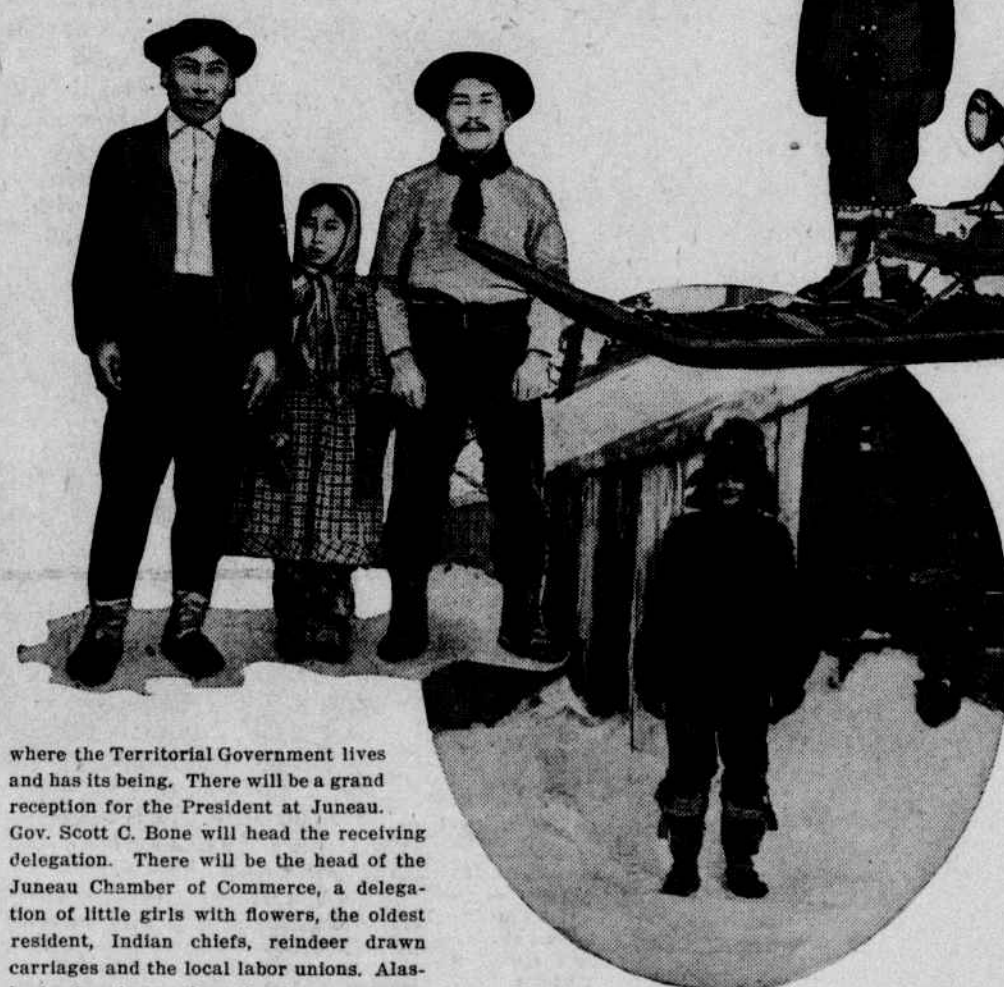 where the Territorial Government lives
and has its being. There will be a grand
reception for the President at Juneau.
Gov. Scott C. Bone will head the receiving
delegation. There will be the head of the
Juneau Chamber of Commerce, a delega-
tion of little girls with flowers, the oldest
resident, Indian chiefs, reindeer drawn
carriages and the local labor unions. Alas-